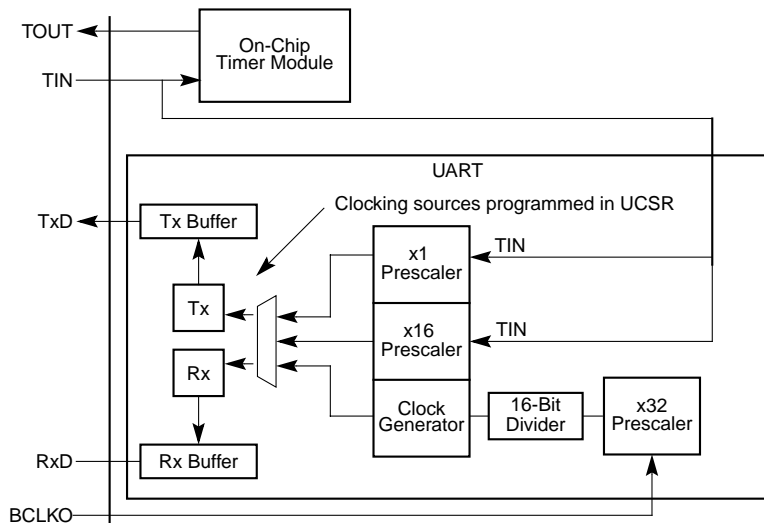 TOUT
On-Chip
Timer Module
TIN
UART
Clocking sources programmed in UCSR
TxD
Tx Buffer
x1
Prescaler
TIN
Tx
x16
Prescaler
TIN
Rx
Clock
Generator
16-Bit
Divider
x32
Prescaler
RxD
Rx Buffer
BCLKO